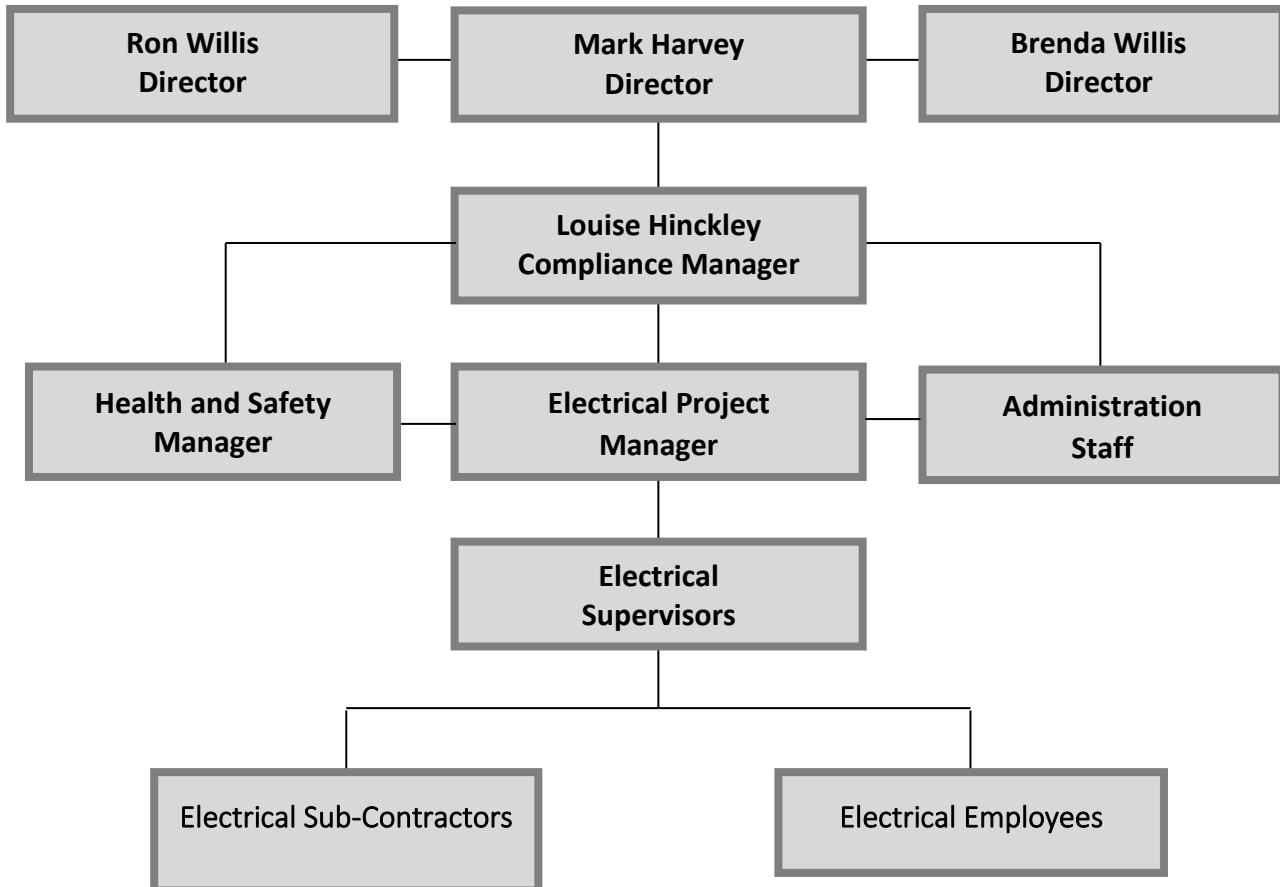 Ron Willis
Director
Mark Harvey
Director
Brenda Willis
Director
Louise Hinckley
Compliance Manager
Health and Safety
Manager
Electrical Project
Manager
Administration
Staff
Electrical
Supervisors
Electrical Sub-Contractors
Electrical Employees